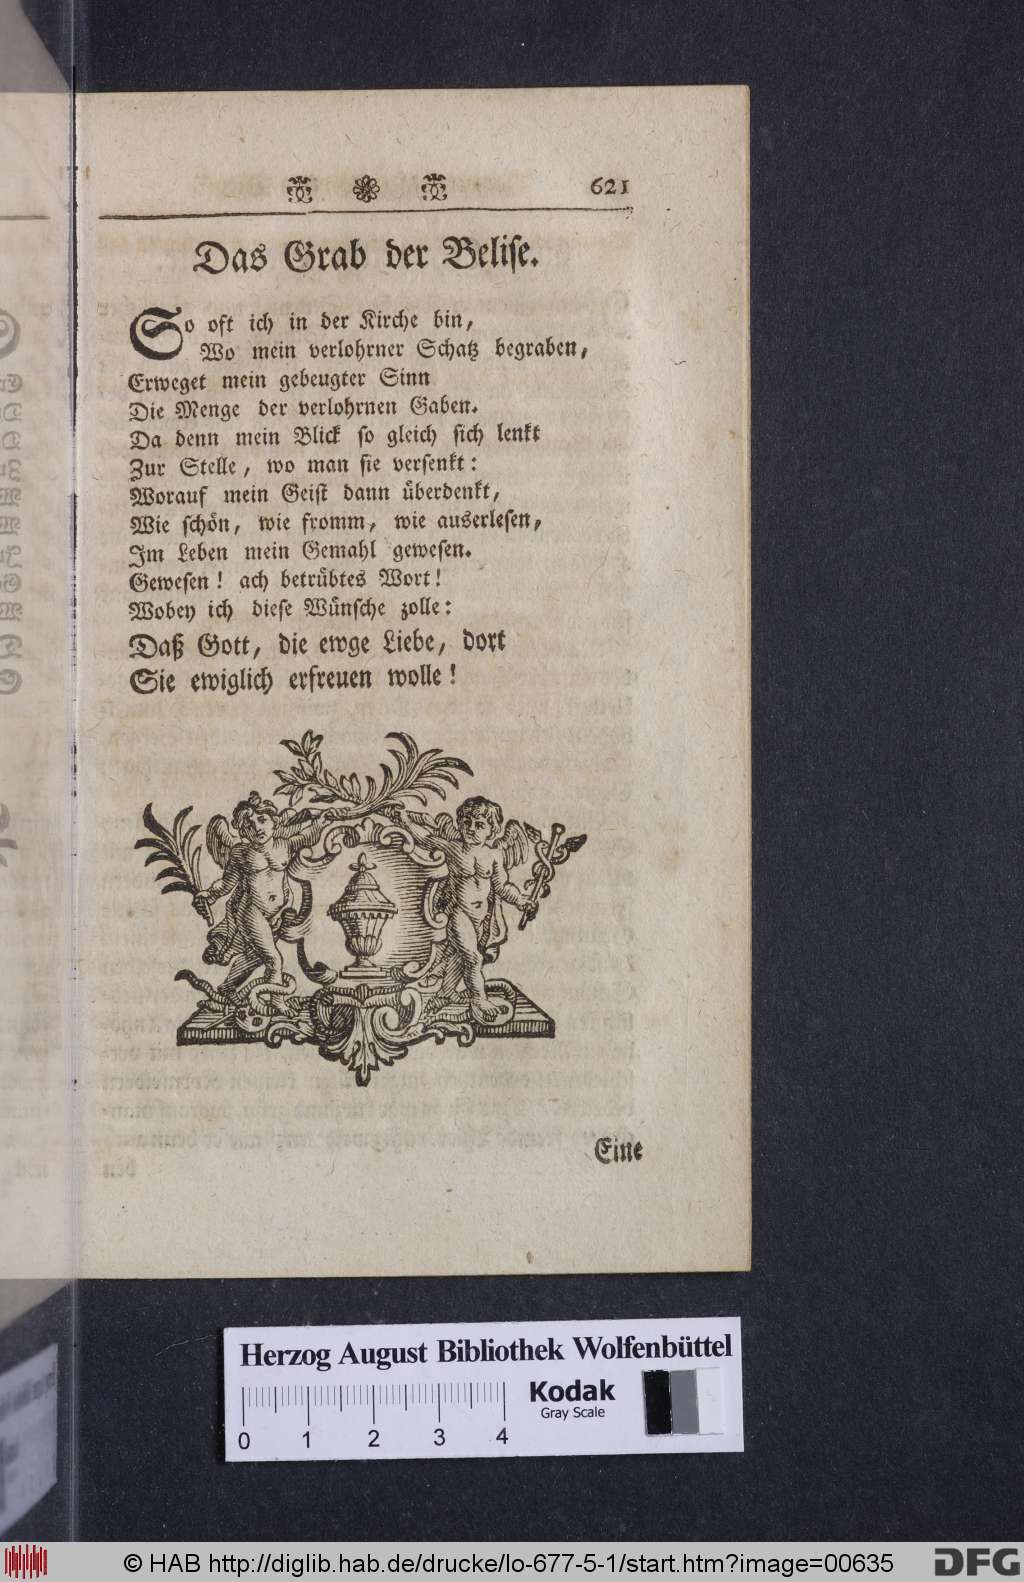 621
Das Grab der Belise.
So oft ich in der Kirche bin,
Wo mein verlohrner Schatz begraben,
Erweget mein gebeugter Sinn
Die Menge der verlohrnen Gaben.
Da denn mein Blick so gleich sich lenkt
Zur Stelle, wo man sie versenkt:
Worauf mein Geist dann überdenkt,
Wie schön, wie fromm, wie auserlesen,
Im Leben mein Gemahl gewesen.
Gewesen! ach betrübtes Wort!
Wobey ich diese Wünsche zolle:
Daß Gott, die ewge Liebe, dort
Sie ewiglich erfreuen wolle!
Eine
Herzog August Bibliothek Wolfenbüttel
Kodak
Gray Scale
0 1 2 3 4
© HAB http://diglib.hab.de/drucke/lo-677-5-1/start.htm?image=00635
DFG